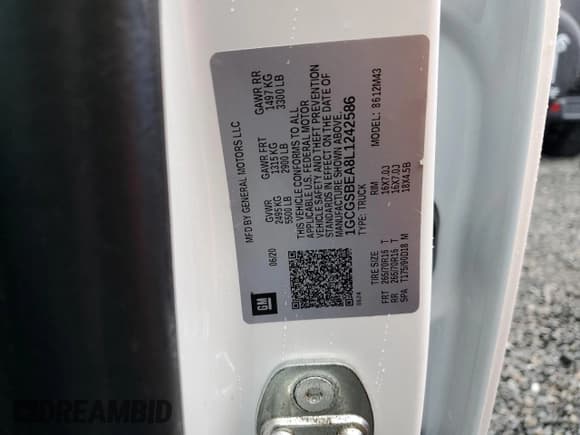 MFD BY GENERAL MOTORS LLC
06/20
GVWR GAWR FRT GAWR RR
2495 KG 1315 KG 1497 KG
5500 LB 2900 LB 3300 LB
THIS VEHICLE CONFORMS TO ALL
APPLICABLE U.S. FEDERAL MOTOR
VEHICLE SAFETY AND THEFT PREVENTION
STANDARDS IN EFFECT ON THE DATE OF
MANUFACTURE SHOWN ABOVE.
1GCGSBEA8L1242586
TYPE: TRUCK MODEL: 8612M43
TIRE SIZE RIM
FRT 265/70R16 T 16X7.0J
RR 265/70R16 T 16X7.0J
SPA T175/90D18 M 18X4.5B
GM
DREAMBID